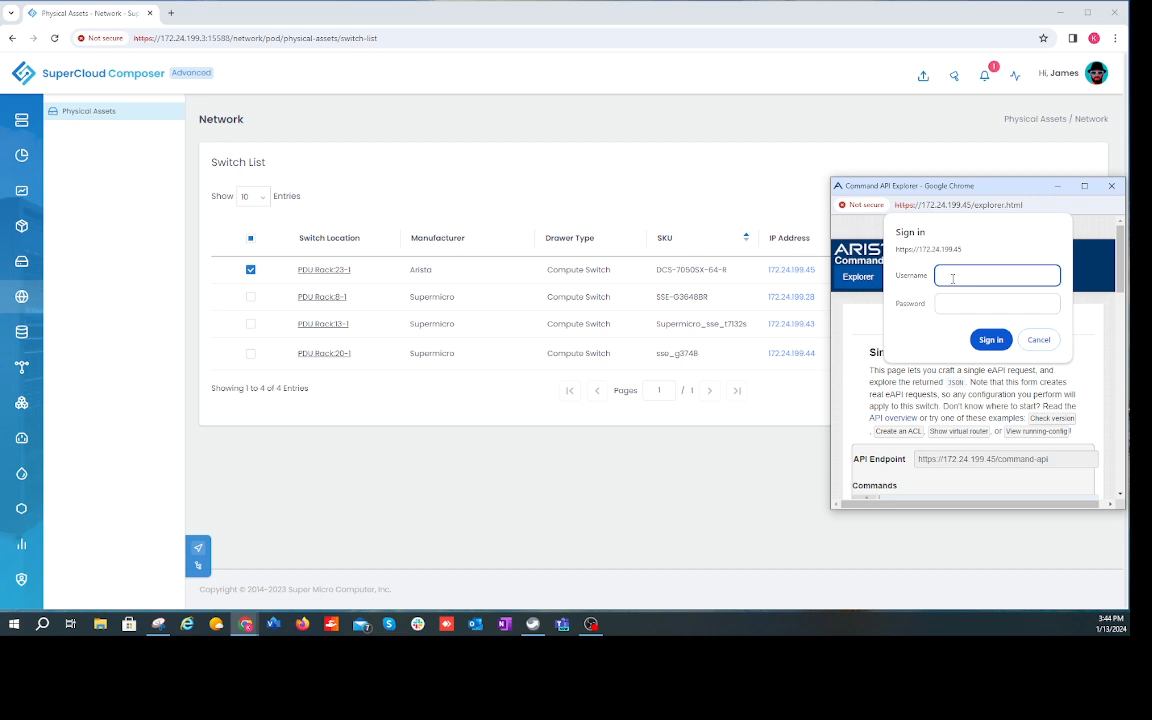 Physical Assets - Network - Sup
Not secure https://172.24.199.3:15588/network/pod/physical-assets/switch-list
K
SuperCloud Composer Advanced
1
Hi, James
Physical Assets
Network
Physical Assets / Network
Switch List
Show 10 Entries
Switch Location Manufacturer Drawer Type SKU IP Address
PDU Rack:23-1 Arista Compute Switch DCS-7050SX-64-R 172.24.199.45
PDU Rack:8-1 Supermicro Compute Switch SSE-G3648BR 172.24.199.28
PDU Rack:13-1 Supermicro Compute Switch Supermicro_sse_t7132s 172.24.199.43
PDU Rack:20-1 Supermicro Compute Switch sse_g3748 172.24.199.44
Showing 1 to 4 of 4 Entries
Pages 1 / 1
Command API Explorer - Google Chrome
Not secure https://172.24.199.45/explorer.html
Sign in
https://172.24.199.45
Username
Password
Sign in Cancel
ARIS
Command
Explorer
Sim
This page lets you craft a single eAPI request, and
explore the returned JSON. Note that this form creates
real eAPI requests, so any configuration you perform will
apply to this switch. Don't know where to start? Read the
API overview or try one of these examples: Check version
, Create an ACL, Show virtual router, or View running-config!
API Endpoint https://172.24.199.45/command-api
Commands
Copyright © 2014-2023 Super Micro Computer, Inc.
7
3:44 PM
1/13/2024